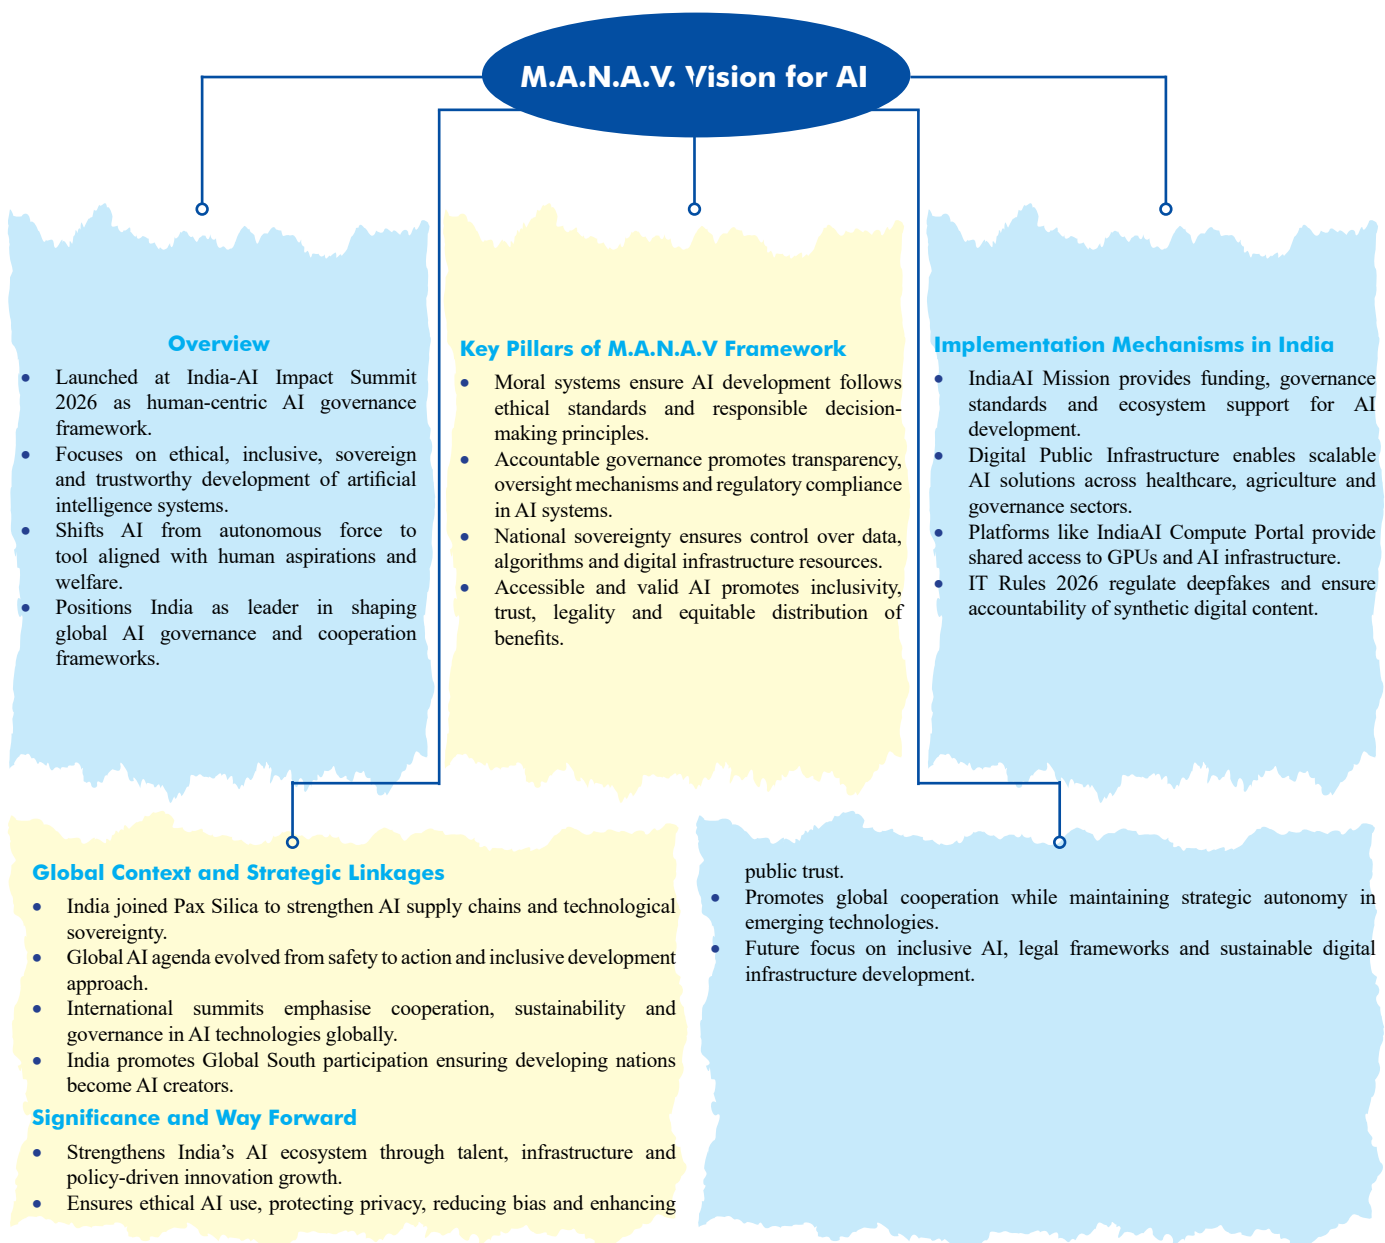 M.A.N.A.V. Vision for AI
Overview
• Launched at India-AI Impact Summit
2026 as human-centric AI governance
framework.
• Focuses on ethical, inclusive, sovereign
and trustworthy development of artificial
intelligence systems.
• Shifts AI from autonomous force to
tool aligned with human aspirations and
welfare.
• Positions India as leader in shaping
global AI governance and cooperation
frameworks.
Key Pillars of M.A.N.A.V Framework
• Moral systems ensure AI development follows
ethical standards and responsible decision-
making principles.
• Accountable governance promotes transparency,
oversight mechanisms and regulatory compliance
in AI systems.
• National sovereignty ensures control over data,
algorithms and digital infrastructure resources.
• Accessible and valid AI promotes inclusivity,
trust, legality and equitable distribution of
benefits.
Implementation Mechanisms in India
• IndiaAI Mission provides funding, governance
standards and ecosystem support for AI
development.
• Digital Public Infrastructure enables scalable
AI solutions across healthcare, agriculture and
governance sectors.
• Platforms like IndiaAI Compute Portal provide
shared access to GPUs and AI infrastructure.
• IT Rules 2026 regulate deepfakes and ensure
accountability of synthetic digital content.
Global Context and Strategic Linkages
• India joined Pax Silica to strengthen AI supply chains and technological
sovereignty.
• Global AI agenda evolved from safety to action and inclusive development
approach.
• International summits emphasise cooperation, sustainability and
governance in AI technologies globally.
• India promotes Global South participation ensuring developing nations
become AI creators.
Significance and Way Forward
• Strengthens India's AI ecosystem through talent, infrastructure and
policy-driven innovation growth.
• Ensures ethical AI use, protecting privacy, reducing bias and enhancing
public trust.
• Promotes global cooperation while maintaining strategic autonomy in
emerging technologies.
• Future focus on inclusive AI, legal frameworks and sustainable digital
infrastructure development.